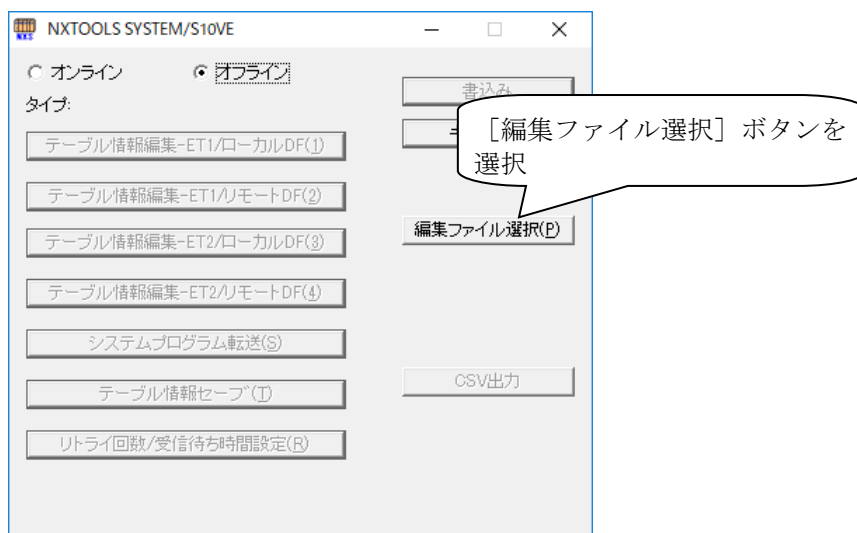 NXS
NXTOOLS SYSTEM/S10VE
オンライン
オフライン
タイプ:
書込み
［編集ファイル選択］ボタンを
選択
テーブル情報編集-ET1/ローカルDF(1)
テーブル情報編集-ET1/リモートDF(2)
編集ファイル選択(P)
テーブル情報編集-ET2/ローカルDF(3)
テーブル情報編集-ET2/リモートDF(4)
システムプログラム転送(S)
テーブル情報セーブ(T)
CSV出力
リトライ回数/受信待ち時間設定(R)